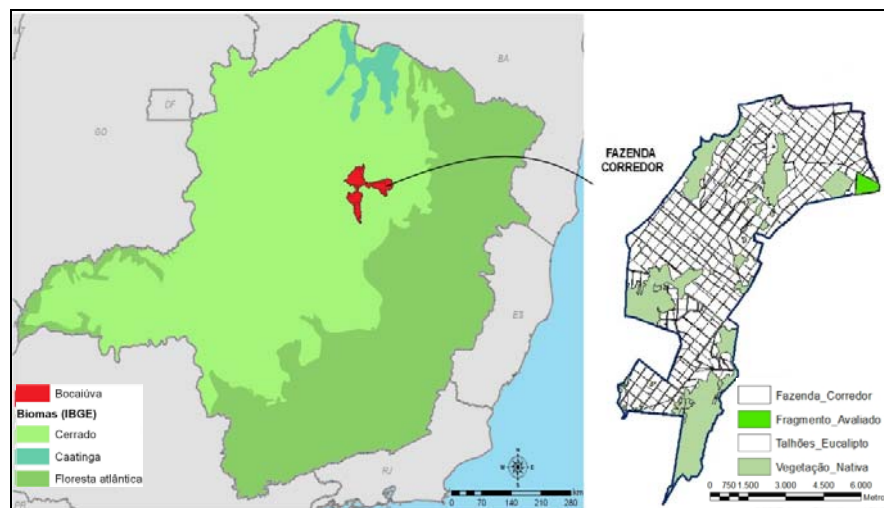 MT
BA
DF
GO
ES
RJ
Bocaiúva
Biomas (IBGE)
Cerrado
Caatinga
Floresta atlântica
N
W
E
S
0 35 70 140 210 280
km
FAZENDA
CORREDOR
Fazenda_Corredor
Fragmento_Avaliado
Talhões_Eucalipto
Vegetação_Nativa
0 750 1.500 3.000 4.500 6.000
Metro